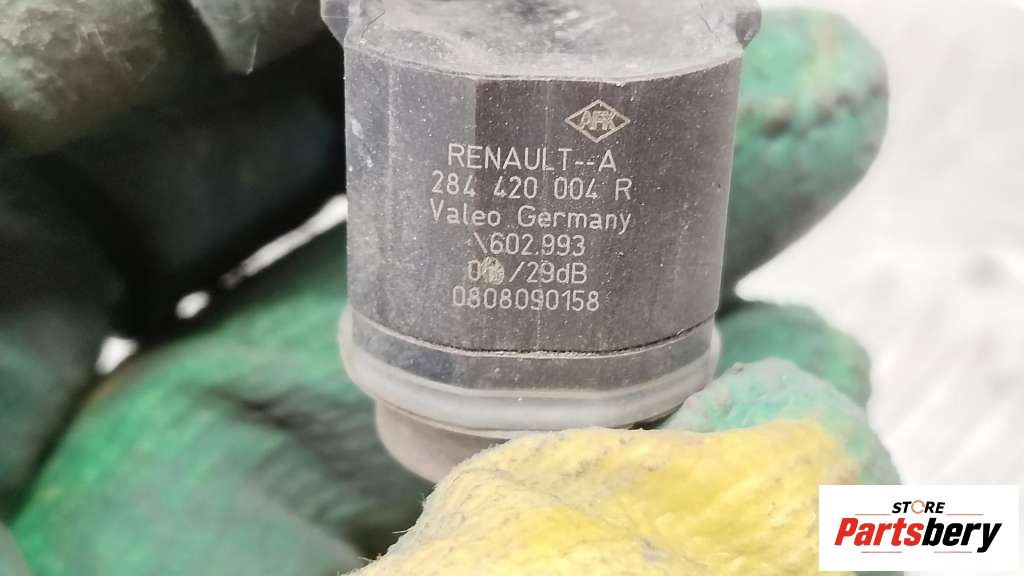 AFK
RENAULT--A
284 420 004 R
Valeo Germany
\602.993
/29dB
0808090158
STORE
Partsbery